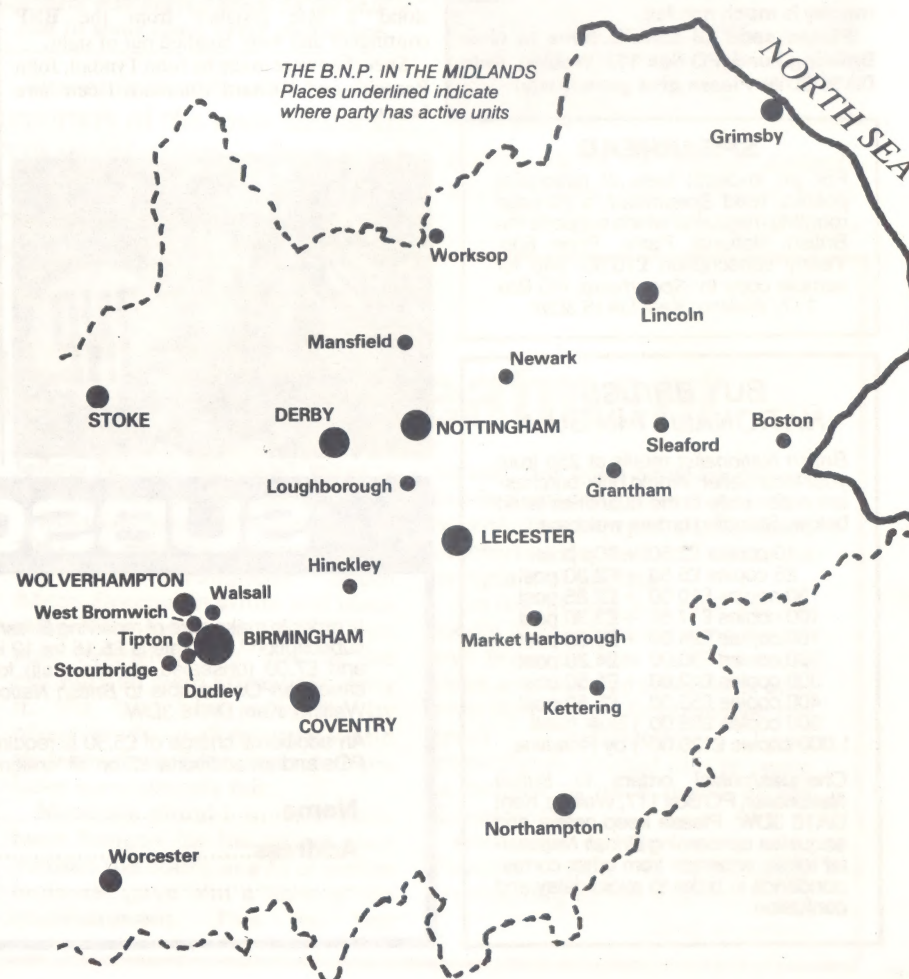 THE B.N.P. IN THE MIDLANDS
Places underlined indicate
where party has active units
NORTH SEA
Grimsby
Worksop
Lincoln
Mansfield
Newark
STOKE
DERBY
NOTTINGHAM
Sleaford
Boston
Loughborough
Grantham
LEICESTER
Hinckley
WOLVERHAMPTON
Walsall
West Bromwich
Tipton
BIRMINGHAM
Market Harborough
Stourbridge
Dudley
COVENTRY
Kettering
Northampton
Worcester